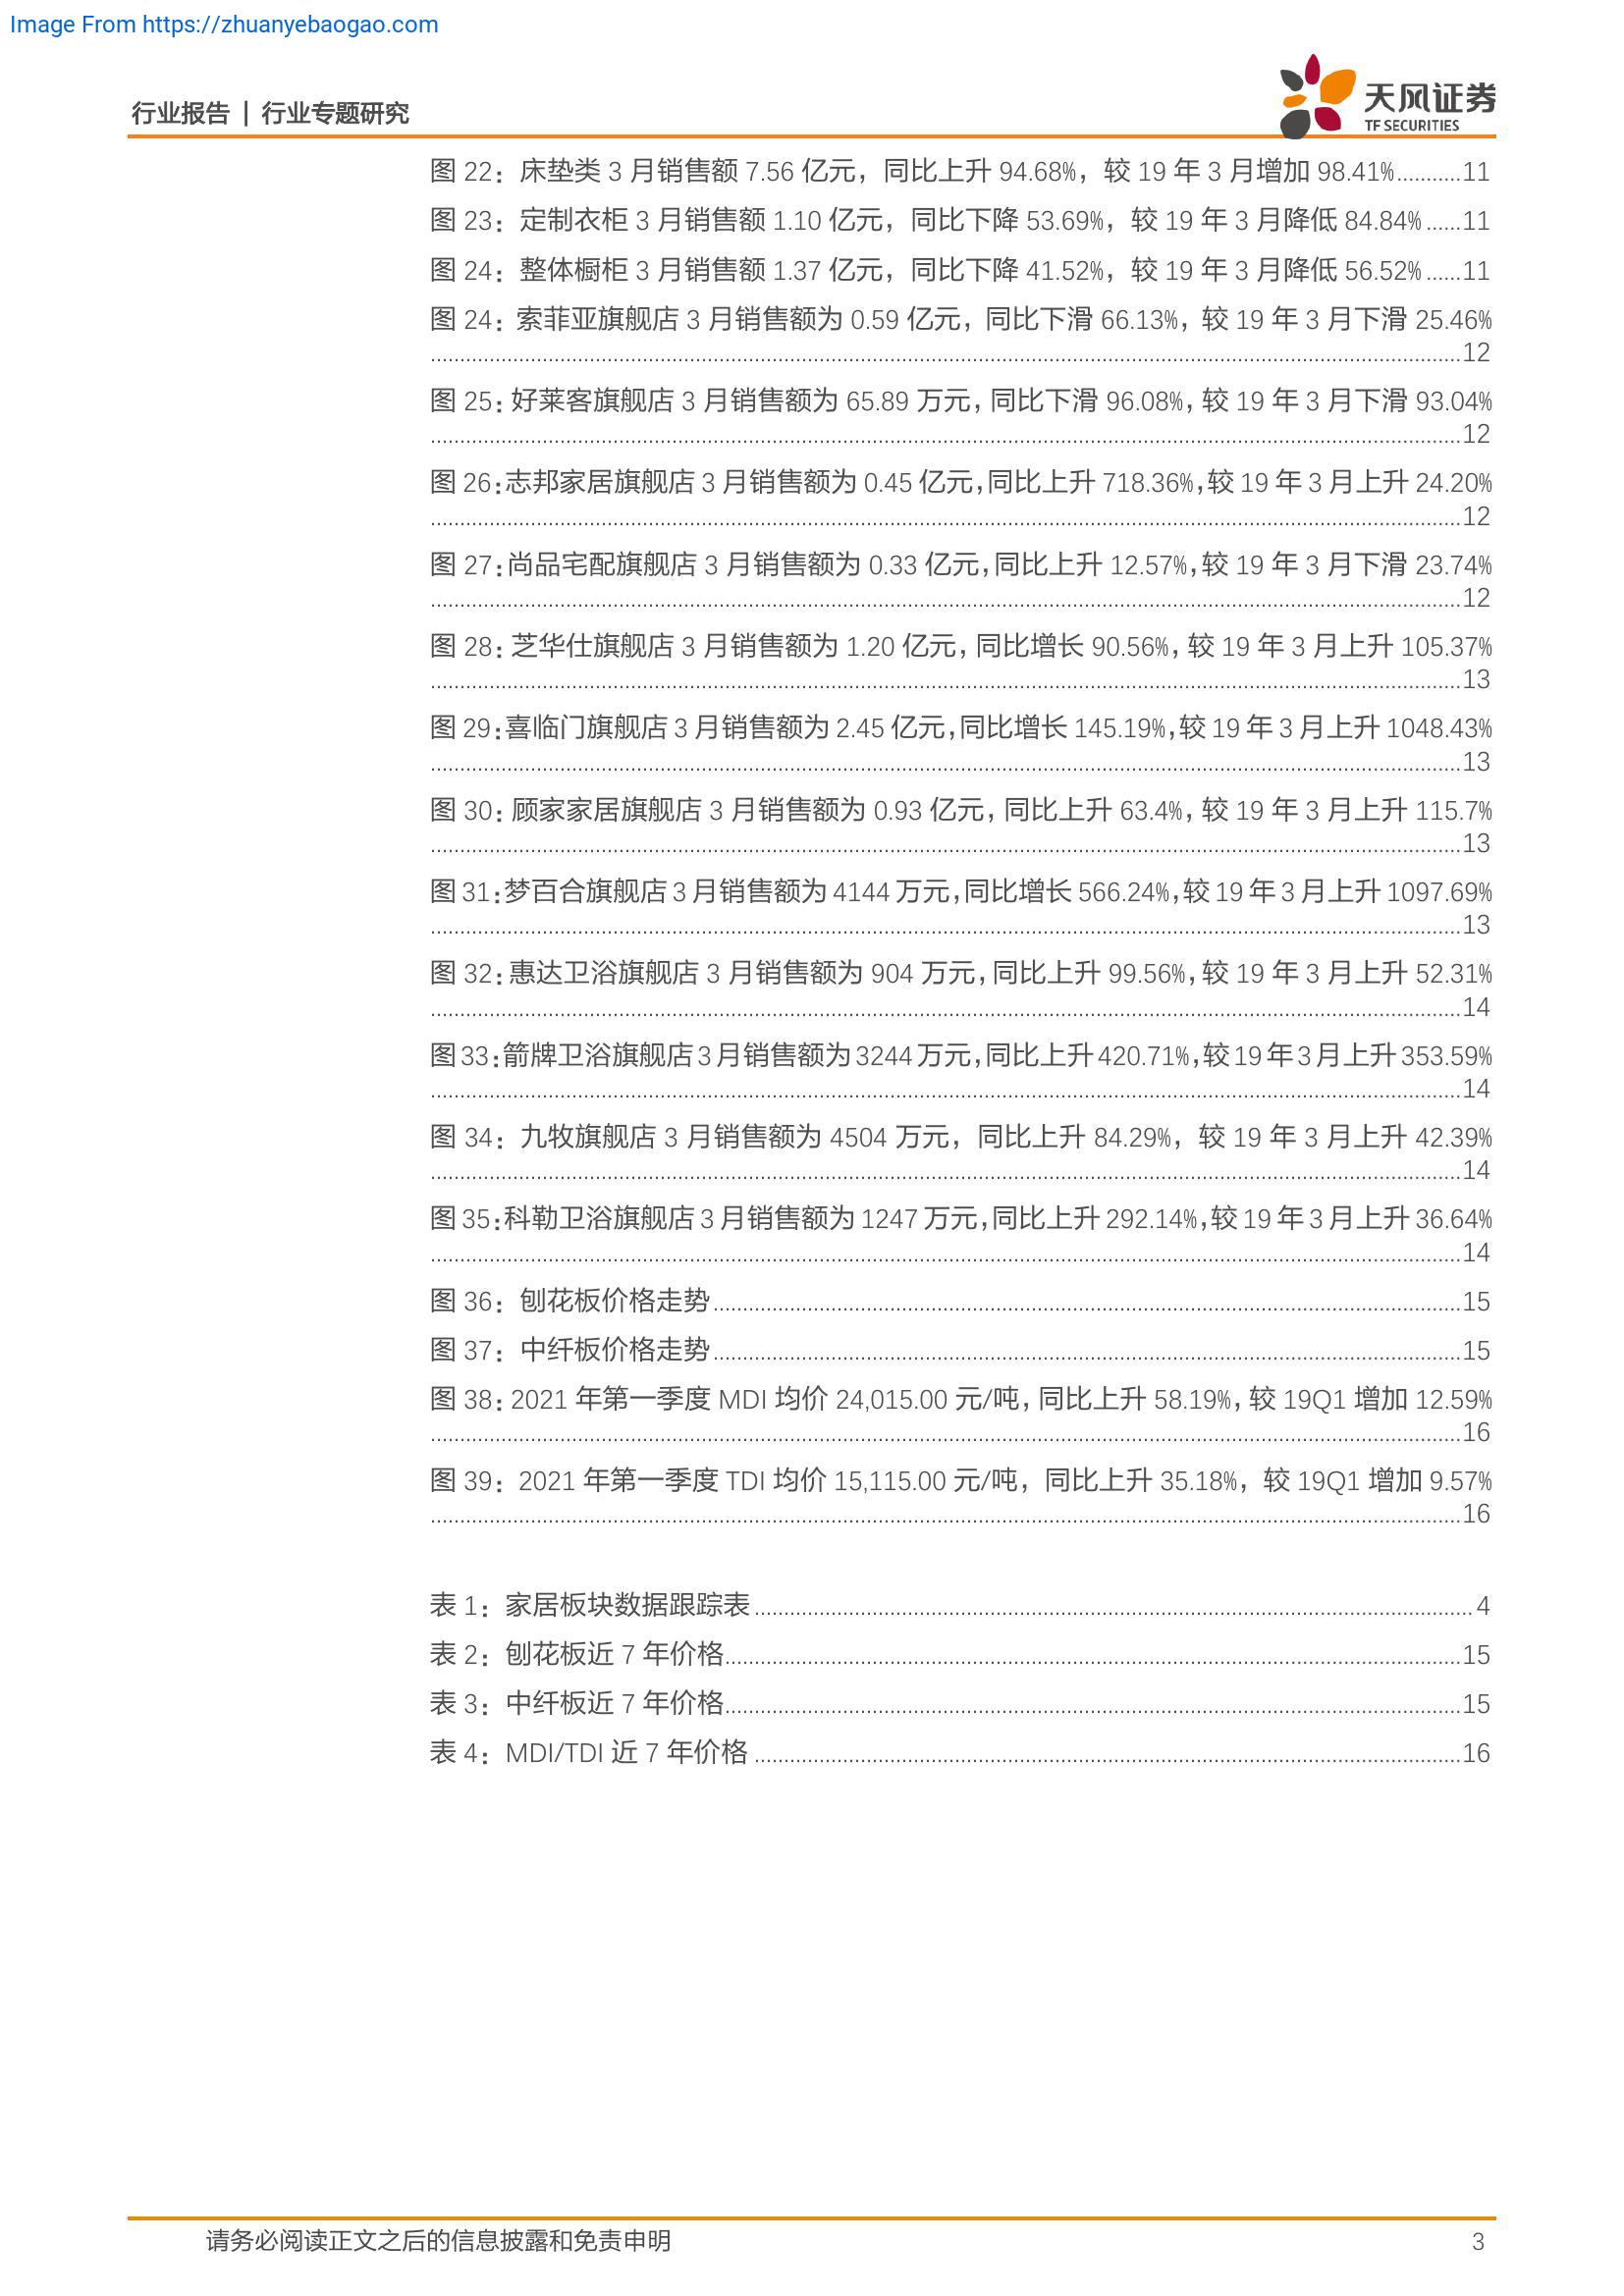 Image From https://zhuanyebaogao.com
行业报告 | 行业专题研究
天风证券
TF SECURITIES
图 22：床垫类 3 月销售额 7.56 亿元，同比上升 94.68%，较 19 年 3 月增加 98.41%...........11
图 23：定制衣柜 3 月销售额 1.10 亿元，同比下降 53.69%，较 19 年 3 月降低 84.84%......11
图 24：整体橱柜 3 月销售额 1.37 亿元，同比下降 41.52%，较 19 年 3 月降低 56.52%......11
图 24：索菲亚旗舰店 3 月销售额为 0.59 亿元，同比下滑 66.13%，较 19 年 3 月下滑 25.46%
..........12
图 25：好莱客旗舰店 3 月销售额为 65.89 万元，同比下滑 96.08%，较 19 年 3 月下滑 93.04%
..........12
图 26：志邦家居旗舰店 3 月销售额为 0.45 亿元，同比上升 718.36%，较 19 年 3 月上升 24.20%
..........12
图 27：尚品宅配旗舰店 3 月销售额为 0.33 亿元，同比上升 12.57%，较 19 年 3 月下滑 23.74%
..........12
图 28：芝华仕旗舰店 3 月销售额为 1.20 亿元，同比增长 90.56%，较 19 年 3 月上升 105.37%
..........13
图 29：喜临门旗舰店 3 月销售额为 2.45 亿元，同比增长 145.19%，较 19 年 3 月上升 1048.43%
..........13
图 30：顾家家居旗舰店 3 月销售额为 0.93 亿元，同比上升 63.4%，较 19 年 3 月上升 115.7%
..........13
图 31：梦百合旗舰店 3 月销售额为 4144 万元，同比增长 566.24%，较 19 年 3 月上升 1097.69%
..........13
图 32：惠达卫浴旗舰店 3 月销售额为 904 万元，同比上升 99.56%，较 19 年 3 月上升 52.31%
..........14
图 33：箭牌卫浴旗舰店 3 月销售额为 3244 万元，同比上升 420.71%，较 19 年 3 月上升 353.59%
..........14
图 34：九牧旗舰店 3 月销售额为 4504 万元，同比上升 84.29%，较 19 年 3 月上升 42.39%
..........14
图 35：科勒卫浴旗舰店 3 月销售额为 1247 万元，同比上升 292.14%，较 19 年 3 月上升 36.64%
..........14
图 36：刨花板价格走势..........15
图 37：中纤板价格走势..........15
图 38：2021 年第一季度 MDI 均价 24,015.00 元/吨，同比上升 58.19%，较 19Q1 增加 12.59%
..........16
图 39：2021 年第一季度 TDI 均价 15,115.00 元/吨，同比上升 35.18%，较 19Q1 增加 9.57%
..........16
表 1：家居板块数据跟踪表..........4
表 2：刨花板近 7 年价格..........15
表 3：中纤板近 7 年价格..........15
表 4：MDI/TDI 近 7 年价格..........16
请务必阅读正文之后的信息披露和免责申明 3